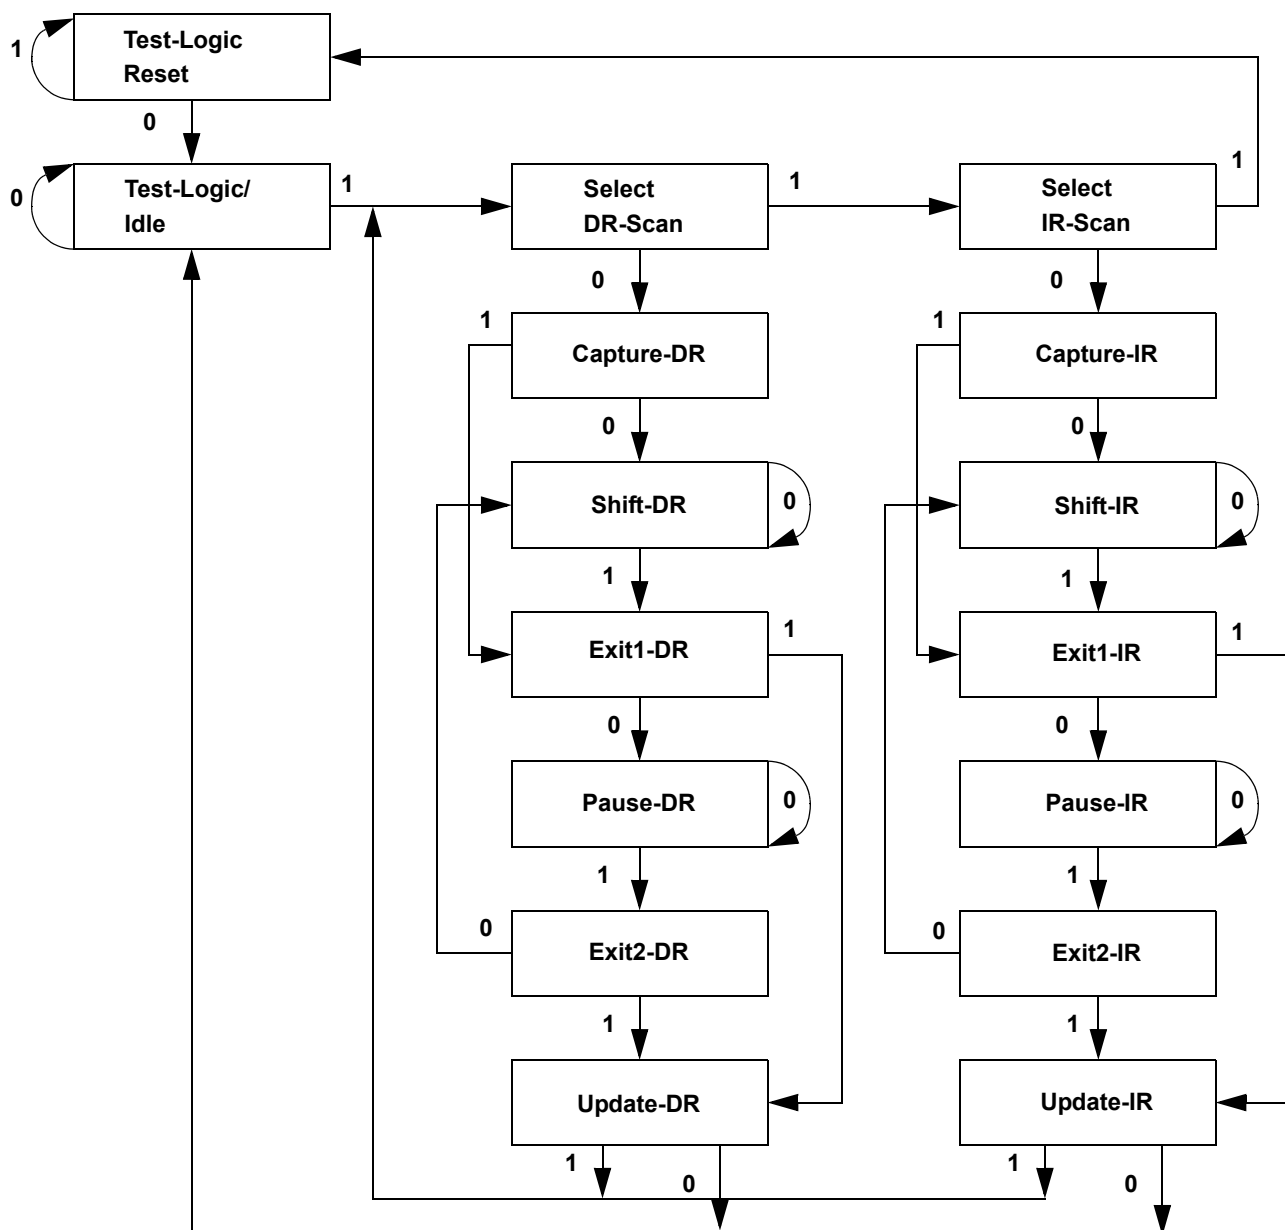 Test-Logic
Reset
1
0
Test-Logic/
Idle
0
1
Select
DR-Scan
1
Select
IR-Scan
1
0
0
1
Capture-DR
1
Capture-IR
0
0
Shift-DR
0
Shift-IR
0
1
1
Exit1-DR
1
Exit1-IR
1
0
0
Pause-DR
0
Pause-IR
0
1
1
0
Exit2-DR
0
Exit2-IR
1
1
Update-DR
Update-IR
1
0
1
0